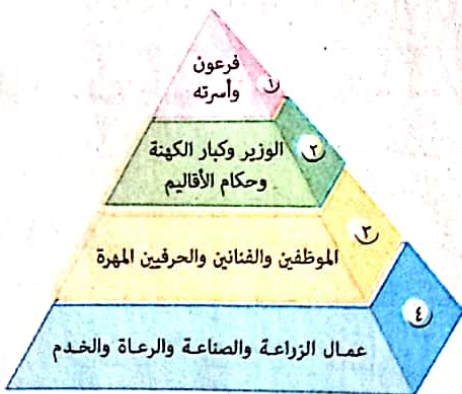 فرعون
وأسرته
١
الوزير وكبار الكهنة
وحكام الأقاليم
٢
الموظفين والفنانين والحرفيين المهرة
٣
عمال الزراعة والصناعة والرعاة والخدم
٤